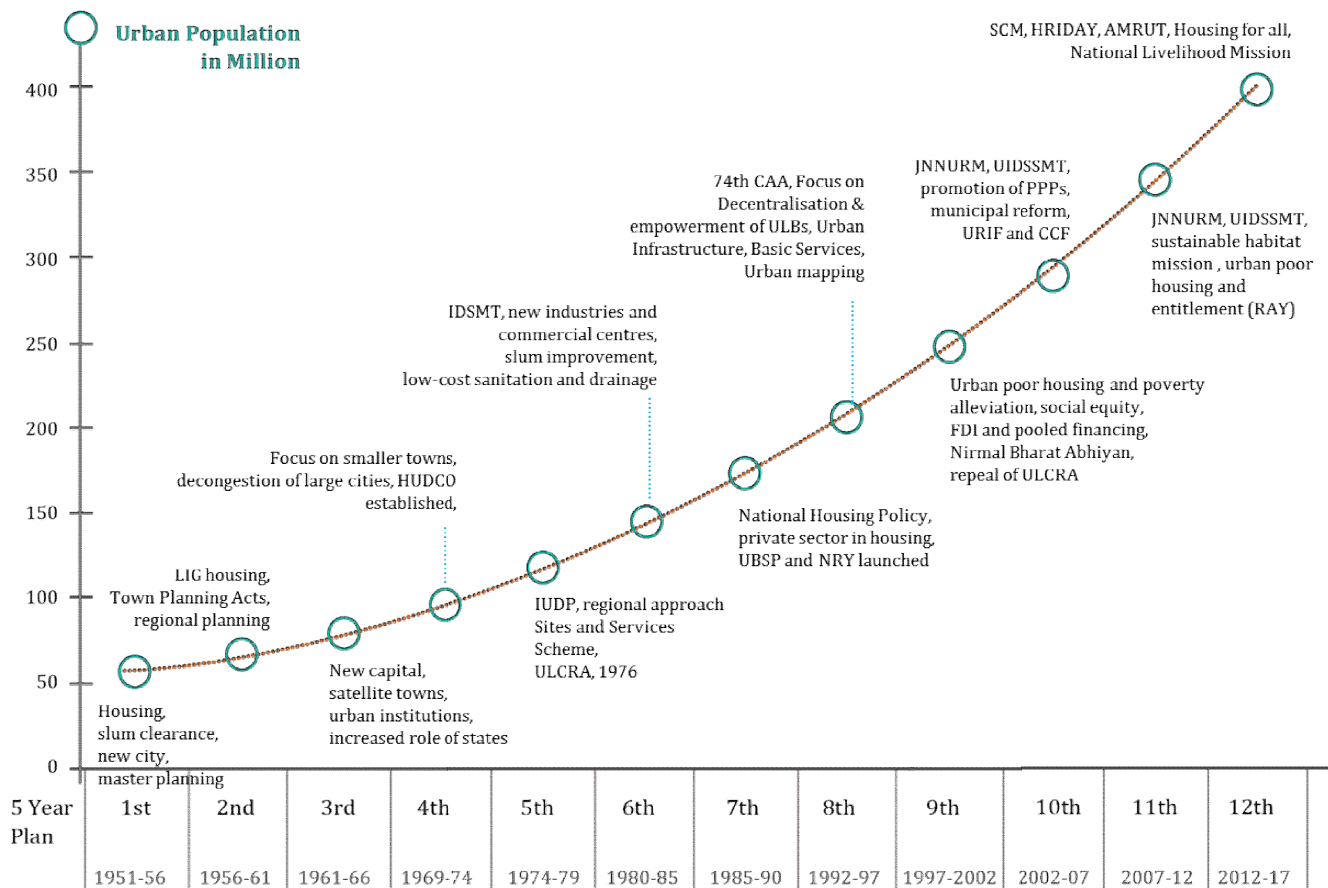 Urban Population
in Million
400
350
300
250
200
150
100
50
0
Housing,
slum clearance,
new city,
master planning
LIG housing,
Town Planning Acts,
regional planning
New capital,
satellite towns,
urban institutions,
increased role of states
Focus on smaller towns,
decongestion of large cities, HUDCO
established,
IUDP, regional approach
Sites and Services
Scheme,
ULCRA, 1976
IDSMT, new industries and
commercial centres,
slum improvement,
low-cost sanitation and drainage
National Housing Policy,
private sector in housing,
UBSP and NRY launched
74th CAA, Focus on
Decentralisation &
empowerment of ULBs, Urban
Infrastructure, Basic Services,
Urban mapping
Urban poor housing and poverty
alleviation, social equity,
FDI and pooled financing,
Nirmal Bharat Abhiyan,
repeal of ULCRA
JNNURM, UIDSSMT,
promotion of PPPs,
municipal reform,
URIF and CCF
JNNURM, UIDSSMT,
sustainable habitat
mission , urban poor
housing and
entitlement (RAY)
SCM, HRIDAY, AMRUT, Housing for all,
National Livelihood Mission
5 Year
Plan
1st 2nd 3rd 4th 5th 6th 7th 8th 9th 10th 11th 12th
1951-56 1956-61 1961-66 1969-74 1974-79 1980-85 1985-90 1992-97 1997-2002 2002-07 2007-12 2012-17